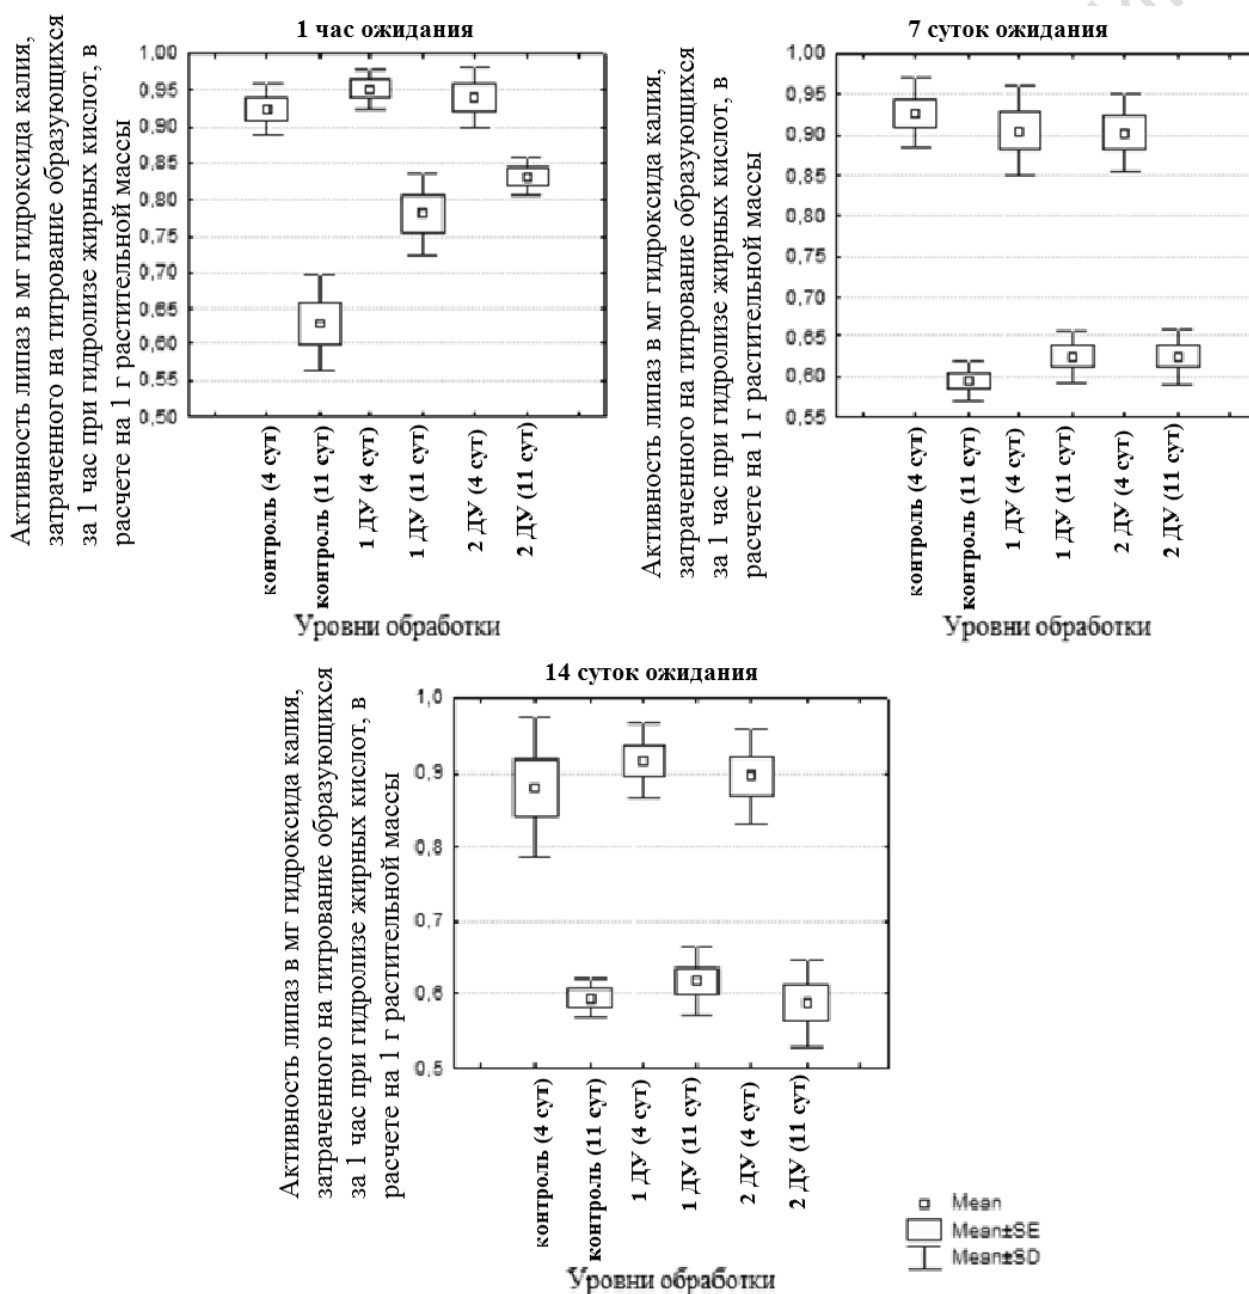 1 час ожидания
Активность липаз в мг гидроксида калия,
затраченного на титрование образующихся
за 1 час при гидролизе жирных кислот, в
расчете на 1 г растительной массы
1,00
0,95
0,90
0,85
0,80
0,75
0,70
0,65
0,60
0,55
0,50
контроль (4 сут)
контроль (11 сут)
1 ДУ (4 сут)
1 ДУ (11 сут)
2 ДУ (4 сут)
2 ДУ (11 сут)
Уровни обработки
7 суток ожидания
Активность липаз в мг гидроксида калия,
затраченного на титрование образующихся
за 1 час при гидролизе жирных кислот, в
расчете на 1 г растительной массы
1,00
0,95
0,90
0,85
0,80
0,75
0,70
0,65
0,60
0,55
контроль (4 сут)
контроль (11 сут)
1 ДУ (4 сут)
1 ДУ (11 сут)
2 ДУ (4 сут)
2 ДУ (11 сут)
Уровни обработки
14 суток ожидания
Активность липаз в мг гидроксида калия,
затраченного на титрование образующихся
за 1 час при гидролизе жирных кислот, в
расчете на 1 г растительной массы
1,0
0,9
0,8
0,7
0,6
0,5
контроль (4 сут)
контроль (11 сут)
1 ДУ (4 сут)
1 ДУ (11 сут)
2 ДУ (4 сут)
2 ДУ (11 сут)
Уровни обработки
Mean
Mean±SE
Mean±SD